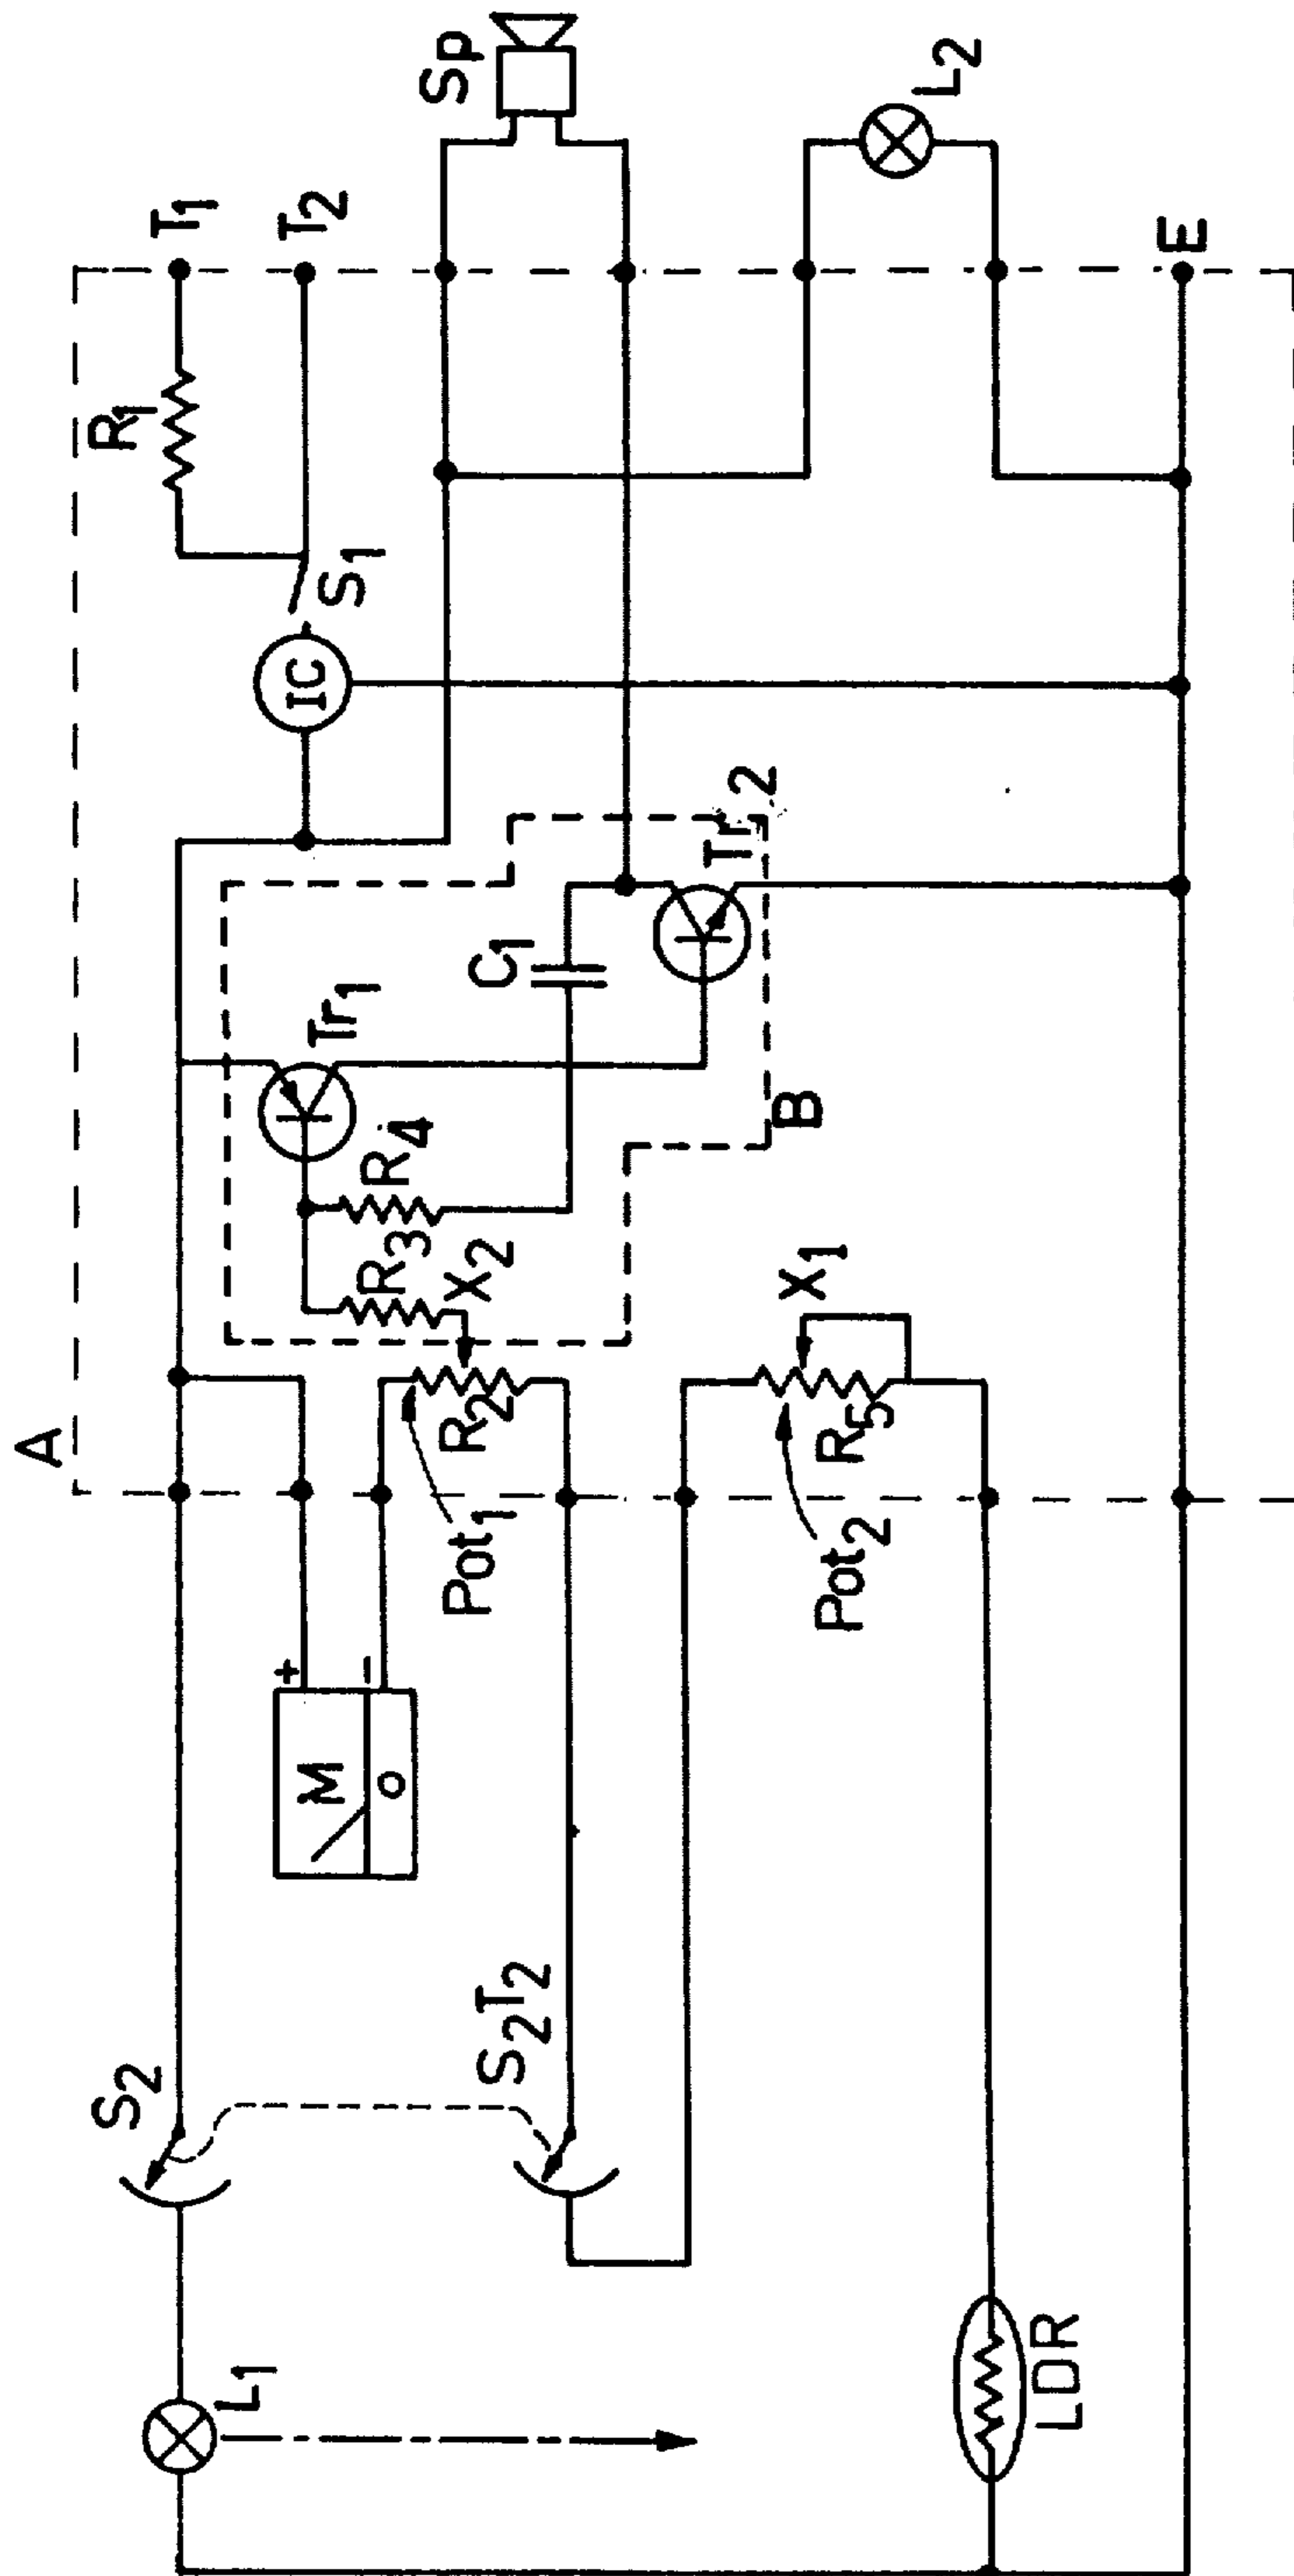 A
R1
T1
T2
S1
IC
Sp
L2
E
Tr1
Tr2
C1
R4
R3
X2
B
X1
R2
Pot1
R5
Pot2
+
−
M
O
S2
S2T2
L1
LDR